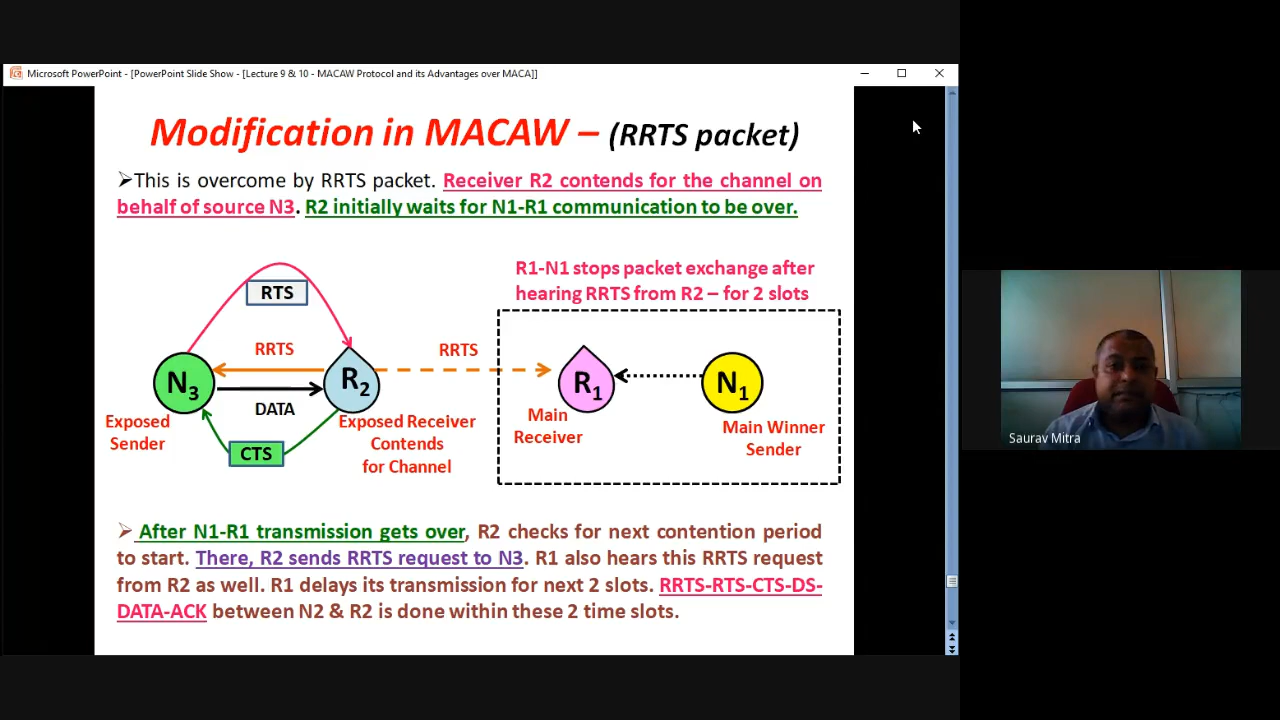 Microsoft PowerPoint - [PowerPoint Slide Show - [Lecture 9 & 10 - MACAW Protocol and its Advantages over MACA]]
Modification in MACAW – (RRTS packet)
➢This is overcome by RRTS packet. Receiver R2 contends for the channel on
behalf of source N3. R2 initially waits for N1-R1 communication to be over.
R1-N1 stops packet exchange after
hearing RRTS from R2 – for 2 slots
RTS
RRTS
RRTS
N3
R2
R1
N1
DATA
Exposed
Sender
CTS
Exposed Receiver
Contends
for Channel
Main
Receiver
Main Winner
Sender
Saurav Mitra
➢ After N1-R1 transmission gets over, R2 checks for next contention period
to start. There, R2 sends RRTS request to N3. R1 also hears this RRTS request
from R2 as well. R1 delays its transmission for next 2 slots. RRTS-RTS-CTS-DS-
DATA-ACK between N2 & R2 is done within these 2 time slots.